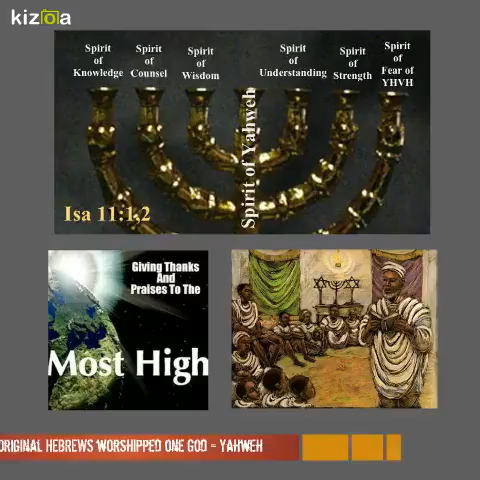 kizoa
Spirit
of
Knowledge
Spirit
of
Counsel
Spirit
of
Wisdom
Spirit of Yahweh
Spirit
of
Understanding
Spirit
of
Strength
Spirit
of
Fear of
YHVH
Isa 11:1,2
Giving Thanks
And
Praises To The
Most High
ORIGINAL HEBREWS WORSHIPPED ONE GOD = YAHWEH